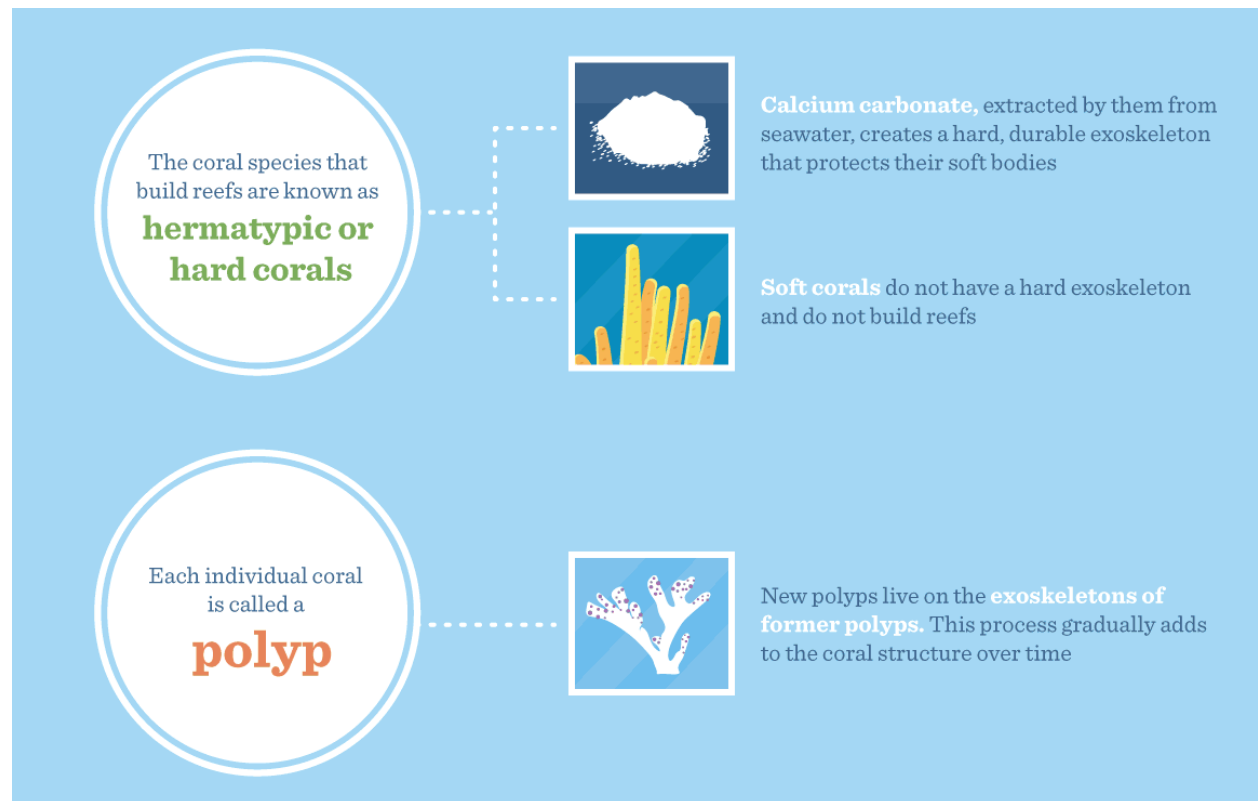 The coral species that
build reefs are known as
hermatypic or
hard corals
Calcium carbonate, extracted by them from
seawater, creates a hard, durable exoskeleton
that protects their soft bodies
Soft corals do not have a hard exoskeleton
and do not build reefs
Each individual coral
is called a
polyp
New polyps live on the exoskeletons of
former polyps. This process gradually adds
to the coral structure over time